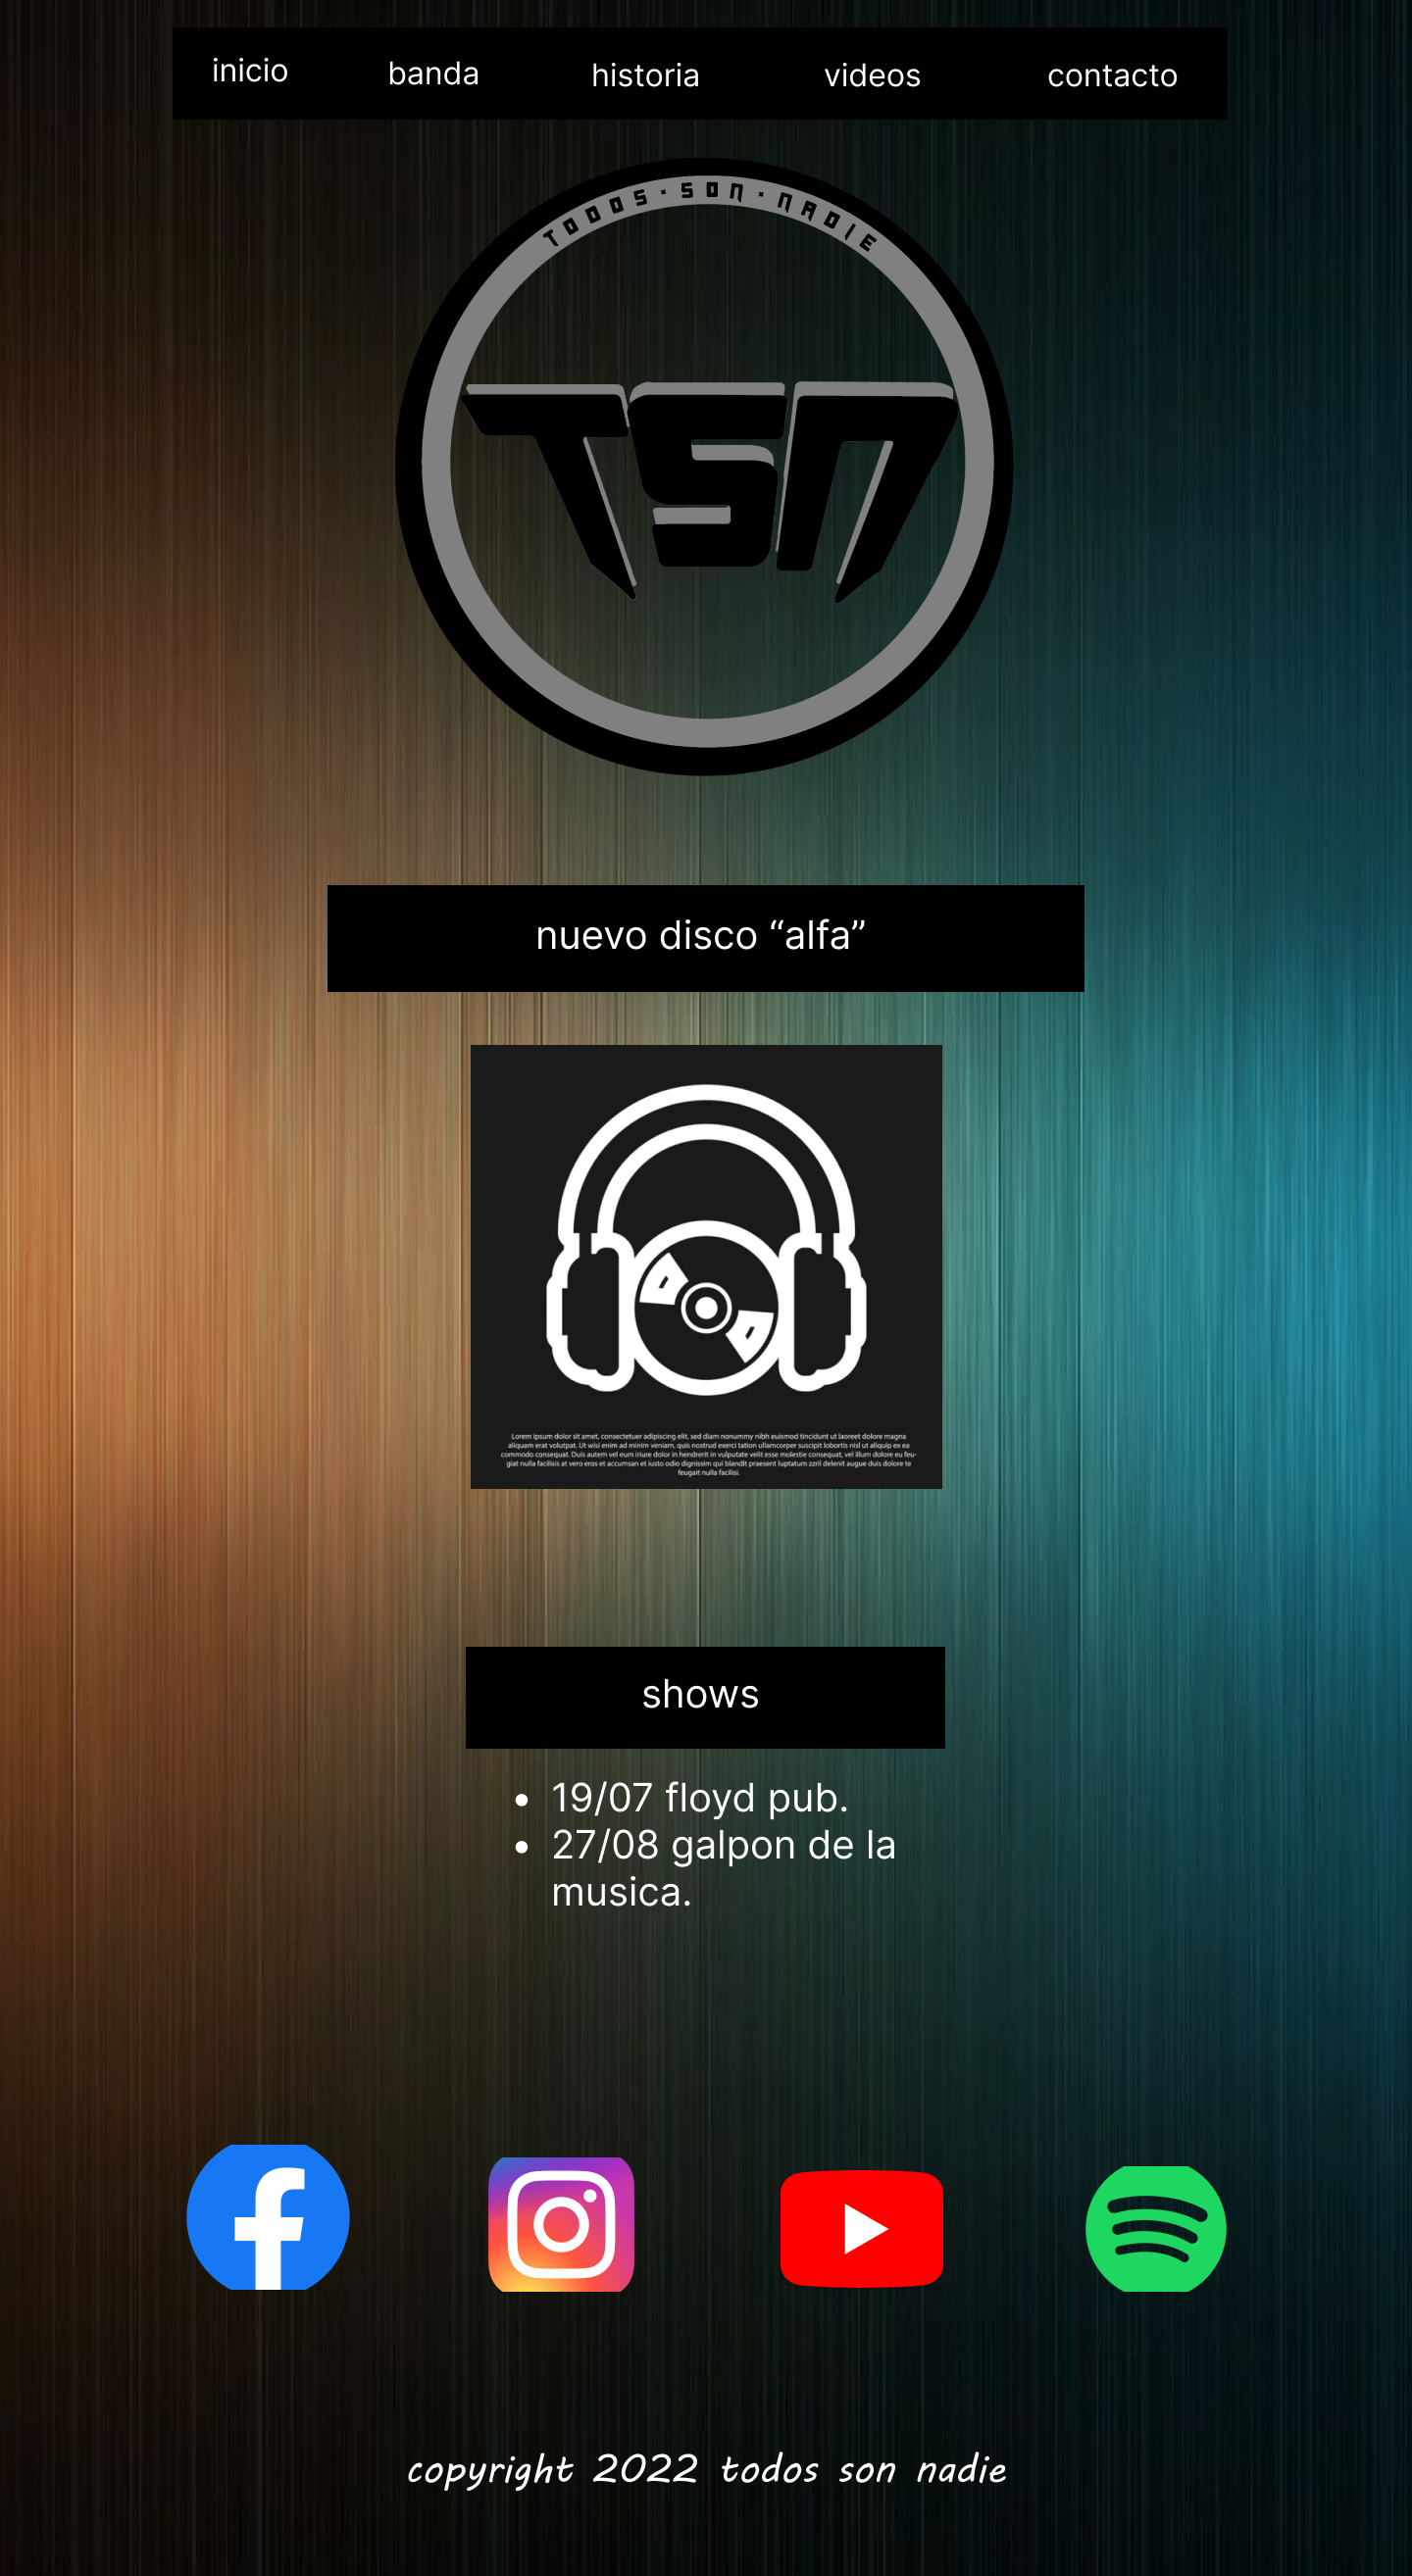 inicio banda historia videos contacto
TODOS·SON·NADIE
TSN
nuevo disco “alfa”
Lorem ipsum dolor sit amet, consectetuer adipiscing elit, sed diam nonummy nibh euismod tincidunt ut laoreet dolore magna
aliquam erat volutpat. Ut wisi enim ad minim veniam, quis nostrud exerci tation ullamcorper suscipit lobortis nisl ut aliquip ex ea
commodo consequat. Duis autem vel eum iriure dolor in hendrerit in vulputate velit esse molestie consequat, vel illum dolore eu feu-
giat nulla facilisis at vero eros et accumsan et iusto odio dignissim qui blandit praesent luptatum zzril delenit augue duis dolore te
feugait nulla facilisi.
shows
• 19/07 floyd pub.
• 27/08 galpon de la
musica.
copyright 2022 todos son nadie